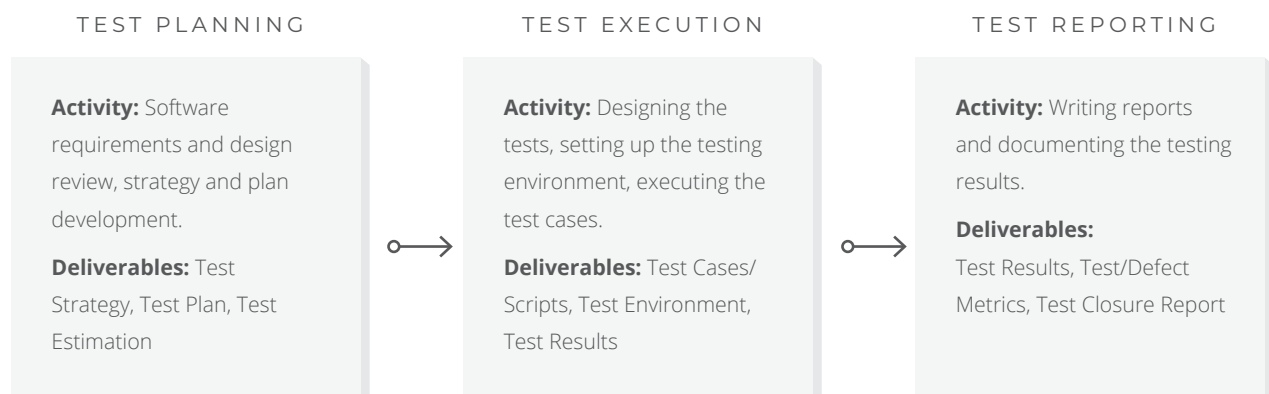 TEST PLANNING
Activity: Software
requirements and design
review, strategy and plan
development.
Deliverables: Test
Strategy, Test Plan, Test
Estimation
TEST EXECUTION
Activity: Designing the
tests, setting up the testing
environment, executing the
test cases.
Deliverables: Test Cases/
Scripts, Test Environment,
Test Results
TEST REPORTING
Activity: Writing reports
and documenting the testing
results.
Deliverables:
Test Results, Test/Defect
Metrics, Test Closure Report